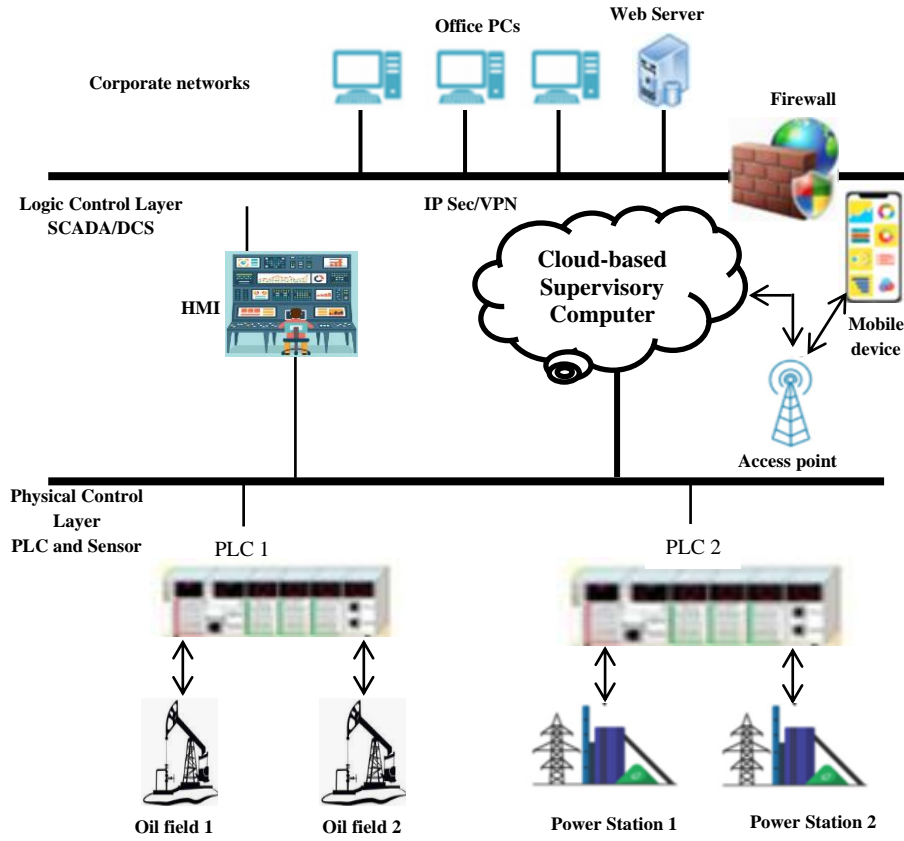 Office PCs
Web Server
Corporate networks
Firewall
Logic Control Layer
SCADA/DCS
IP Sec/VPN
HMI
Cloud-based
Supervisory
Computer
Mobile
device
Access point
Physical Control
Layer
PLC and Sensor
PLC 1
PLC 2
Oil field 1
Oil field 2
Power Station 1
Power Station 2